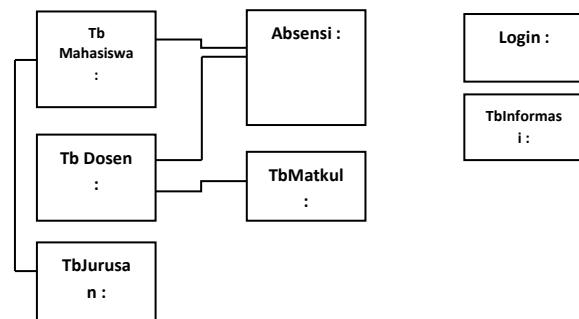 Tb
Mahasiswa
:
Absensi :
Login :
TbInformas
i :
Tb Dosen
:
TbMatkul
:
TbJurusa
n :